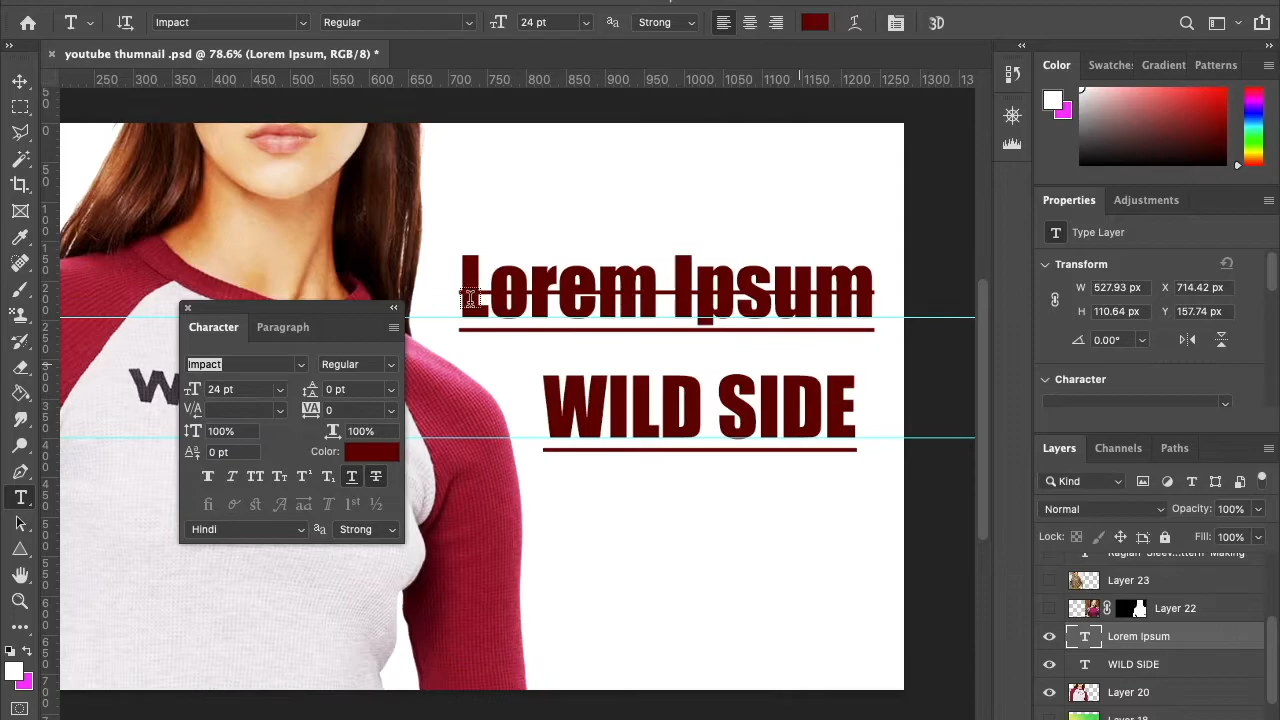 Impact Regular 24 pt Strong 3D
youtube thumnail .psd @ 78.6% (Lorem Ipsum, RGB/8) *
250 300 350 400 450 500 550 600 650 700 750 800 850 900 950 1000 1050 1100 1150 1200 1250 1300 13
Lorem Ipsum
WILD SIDE
W
Character Paragraph
Impact Regular
24 pt 0 pt
0
100% 100%
0 pt Color:
Hindi Strong
Color Swatche Gradient Patterns
Properties Adjustments
Type Layer
Transform
W 527.93 px X 714.42 px
H 110.64 px Y 157.74 px
0.00°
Character
Layers Channels Paths
Kind
Normal Opacity: 100%
Lock: Fill: 100%
Raglan Sleev...ttern Making
Layer 23
Layer 22
Lorem Ipsum
WILD SIDE
Layer 20